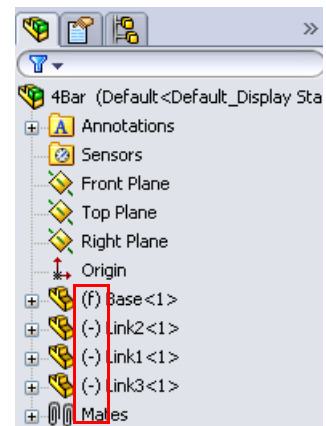 4Bar (Default<Default_Display Sta
Annotations
Sensors
Front Plane
Top Plane
Right Plane
Origin
(f) Base<1>
(-) Link2<1>
(-) Link1<1>
(-) Link3<1>
Mates